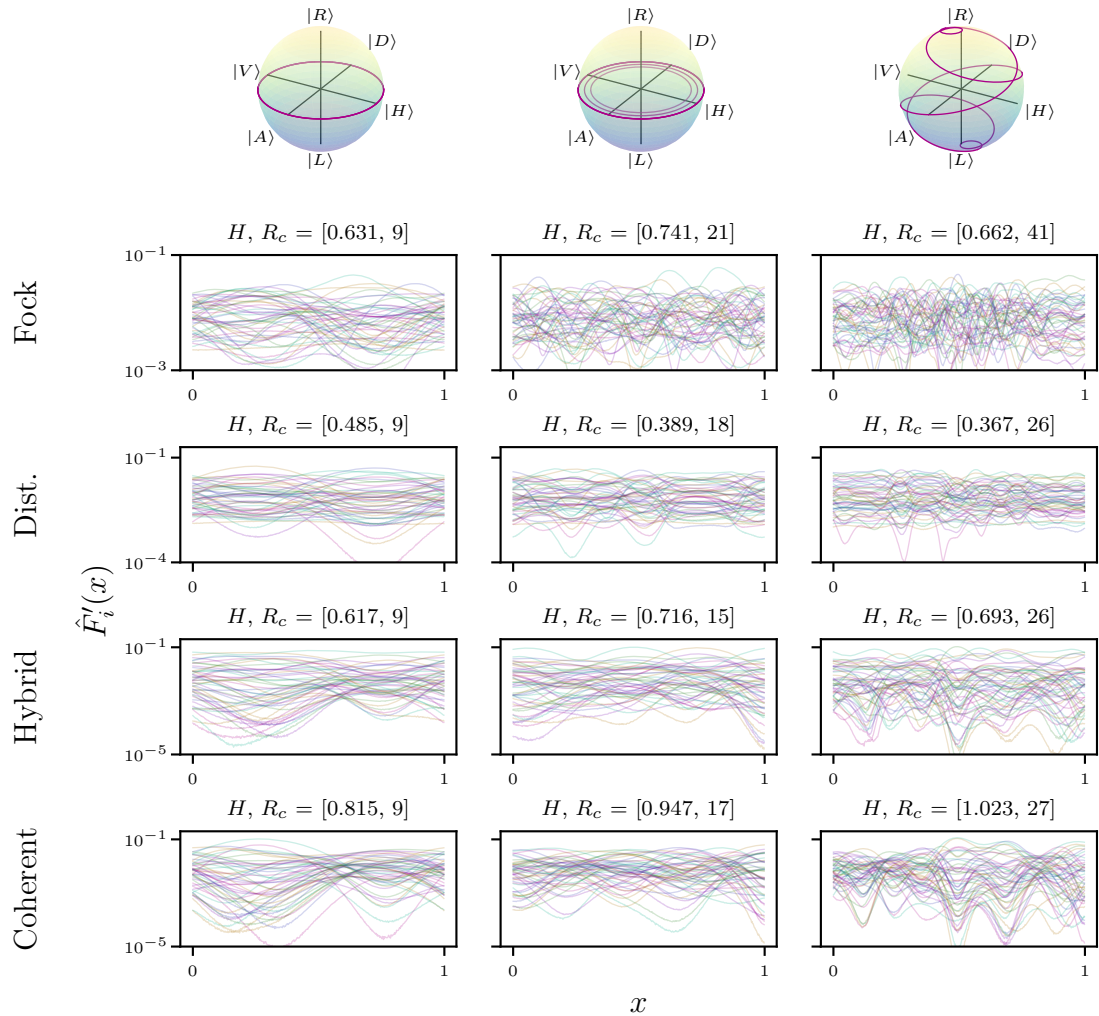 |R⟩ |R⟩ |R⟩
|D⟩ |D⟩ |D⟩
|V⟩ |V⟩ |V⟩
|H⟩ |H⟩ |H⟩
|A⟩ |A⟩ |A⟩
|L⟩ |L⟩ |L⟩
Fock
H, R_c = [0.631, 9] H, R_c = [0.741, 21] H, R_c = [0.662, 41]
10^{-1}
10^{-3}
0 1 0 1 0 1
Dist.
H, R_c = [0.485, 9] H, R_c = [0.389, 18] H, R_c = [0.367, 26]
10^{-1}
10^{-4}
0 1 0 1 0 1
\hat{F}_i'(x)
Hybrid
H, R_c = [0.617, 9] H, R_c = [0.716, 15] H, R_c = [0.693, 26]
10^{-1}
10^{-5}
0 1 0 1 0 1
Coherent
H, R_c = [0.815, 9] H, R_c = [0.947, 17] H, R_c = [1.023, 27]
10^{-1}
10^{-5}
0 1 0 1 0 1
x